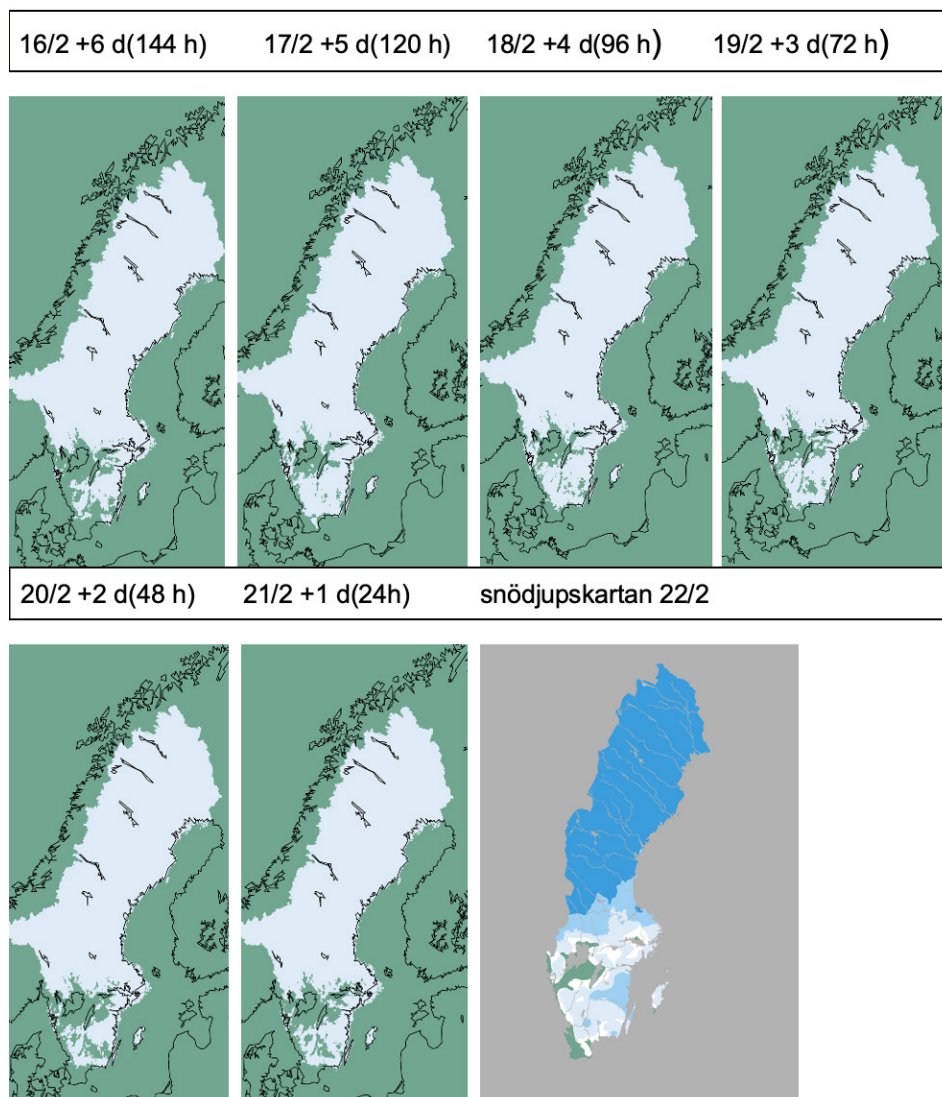 16/2 +6 d(144 h) 17/2 +5 d(120 h) 18/2 +4 d(96 h) 19/2 +3 d(72 h)
20/2 +2 d(48 h) 21/2 +1 d(24h) snödjupskartan 22/2